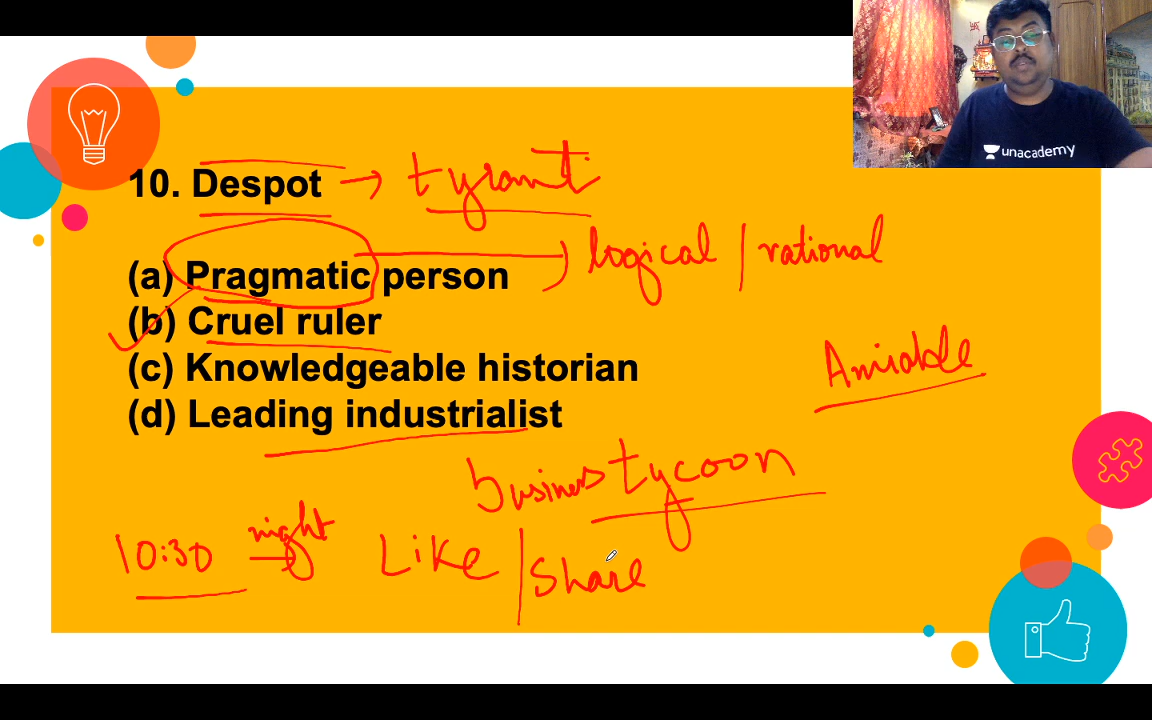 unacademy
10. Despot → tyrant
(a) Pragmatic person logical / rational
(b) Cruel ruler
(c) Knowledgeable historian Amiable
(d) Leading industrialist
business tycoon
10:30 → night Like / Share